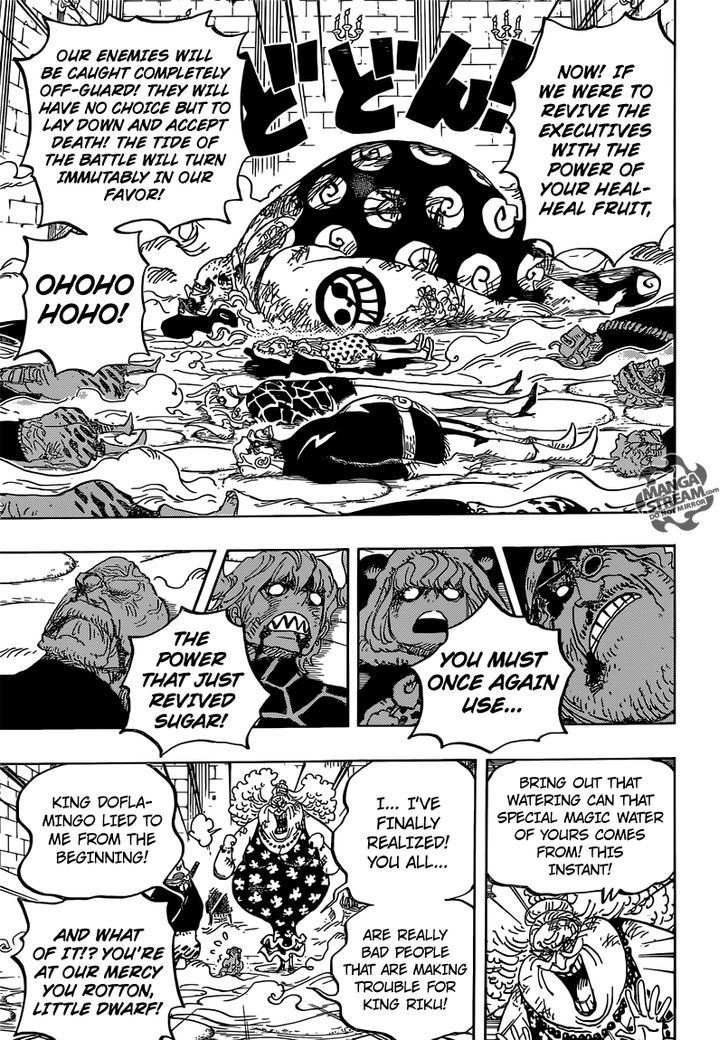 NOW! IF
WE WERE TO
REVIVE THE
EXECUTIVES
WITH THE
POWER OF
YOUR HEAL-
HEAL FRUIT,
どどん!
OUR ENEMIES WILL
BE CAUGHT COMPLETELY
OFF-GUARD! THEY WILL
HAVE NO CHOICE BUT TO
LAY DOWN AND ACCEPT
DEATH! THE TIDE
OF THE BATTLE WILL TURN
IMMUTABLY IN OUR
FAVOR!
OHOHO
HOHO!
MANGA
STREAM.com
DO NOT MIRROR
YOU MUST
ONCE AGAIN
USE...
THE
POWER
THAT JUST
REVIVED
SUGAR!
BRING OUT THAT
WATERING CAN THAT
SPECIAL MAGIC WATER
OF YOURS COMES
FROM! THIS
INSTANT!
I... I'VE
FINALLY
REALIZED!
YOU ALL...
ARE REALLY
BAD PEOPLE
THAT ARE MAKING
TROUBLE FOR
KING RIKU!
KING DOFLA-
MINGO LIED TO
ME FROM THE
BEGINNING!
AND WHAT
OF IT!? YOU'RE
AT OUR MERCY
YOU ROTTON,
LITTLE DWARF!